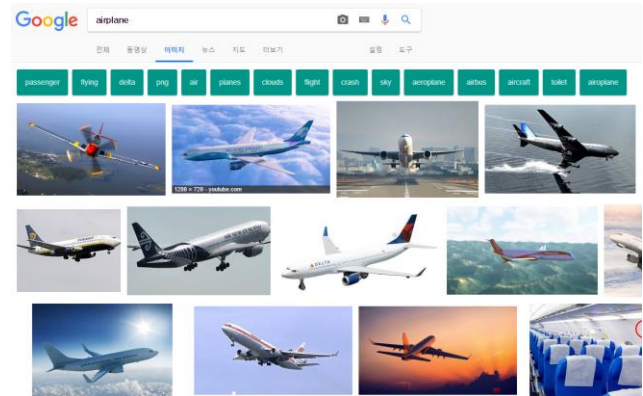 Google airplane
전체 동영상 이미지 뉴스 지도 더보기 설정 도구
passenger flying delta png air planes clouds flight crash sky aeroplane airbus aircraft toilet airoplane
1280 × 720 - youtube.com
DELTA